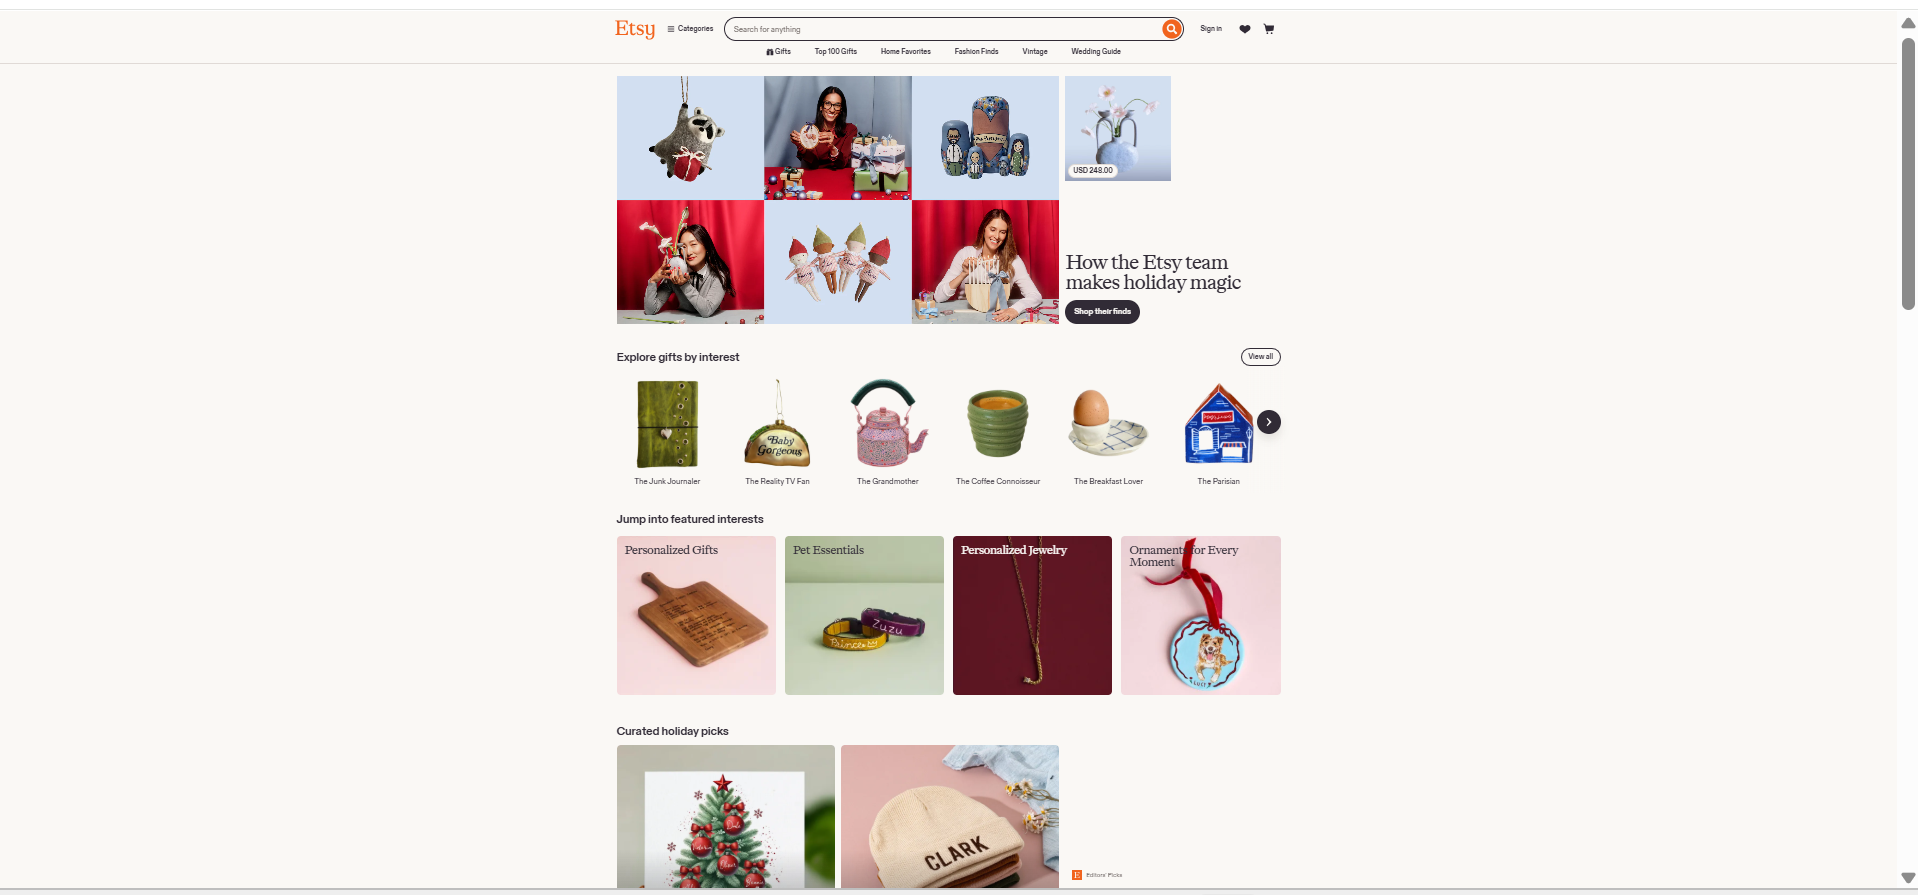 Etsy
Categories
Search for anything
Sign in
Gifts
Top 100 Gifts
Home Favorites
Fashion Finds
Vintage
Wedding Guide
USD 248.00
How the Etsy team
makes holiday magic
Shop their finds
Explore gifts by interest
View all
Baby
Gorgeous
The Junk Journaler
The Reality TV Fan
The Grandmother
The Coffee Connoisseur
The Breakfast Lover
The Parisian
Jump into featured interests
Personalized Gifts
Pet Essentials
Personalized Jewelry
Ornaments for Every
Moment
Zuzu
Princess
LUCY
Curated holiday picks
CLARK
E
Editors' Picks